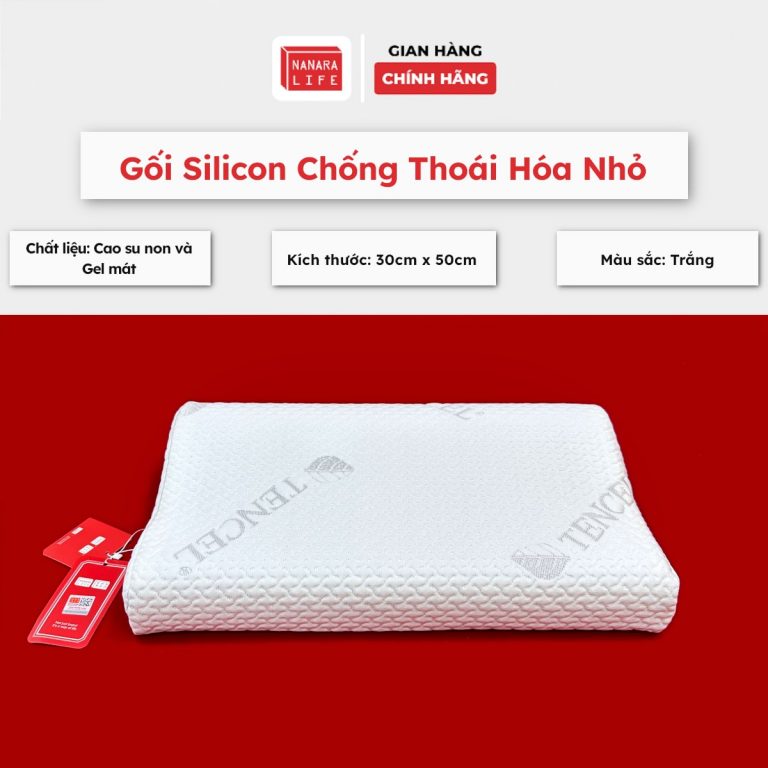 NANARA
LIFE
GIAN HÀNG
CHÍNH HÃNG
Gối Silicon Chống Thoái Hóa Nhỏ
Chất liệu: Cao su non và
Gel mát
Kích thước: 30cm x 50cm
Màu sắc: Trắng
TENCEL®
TENCEL